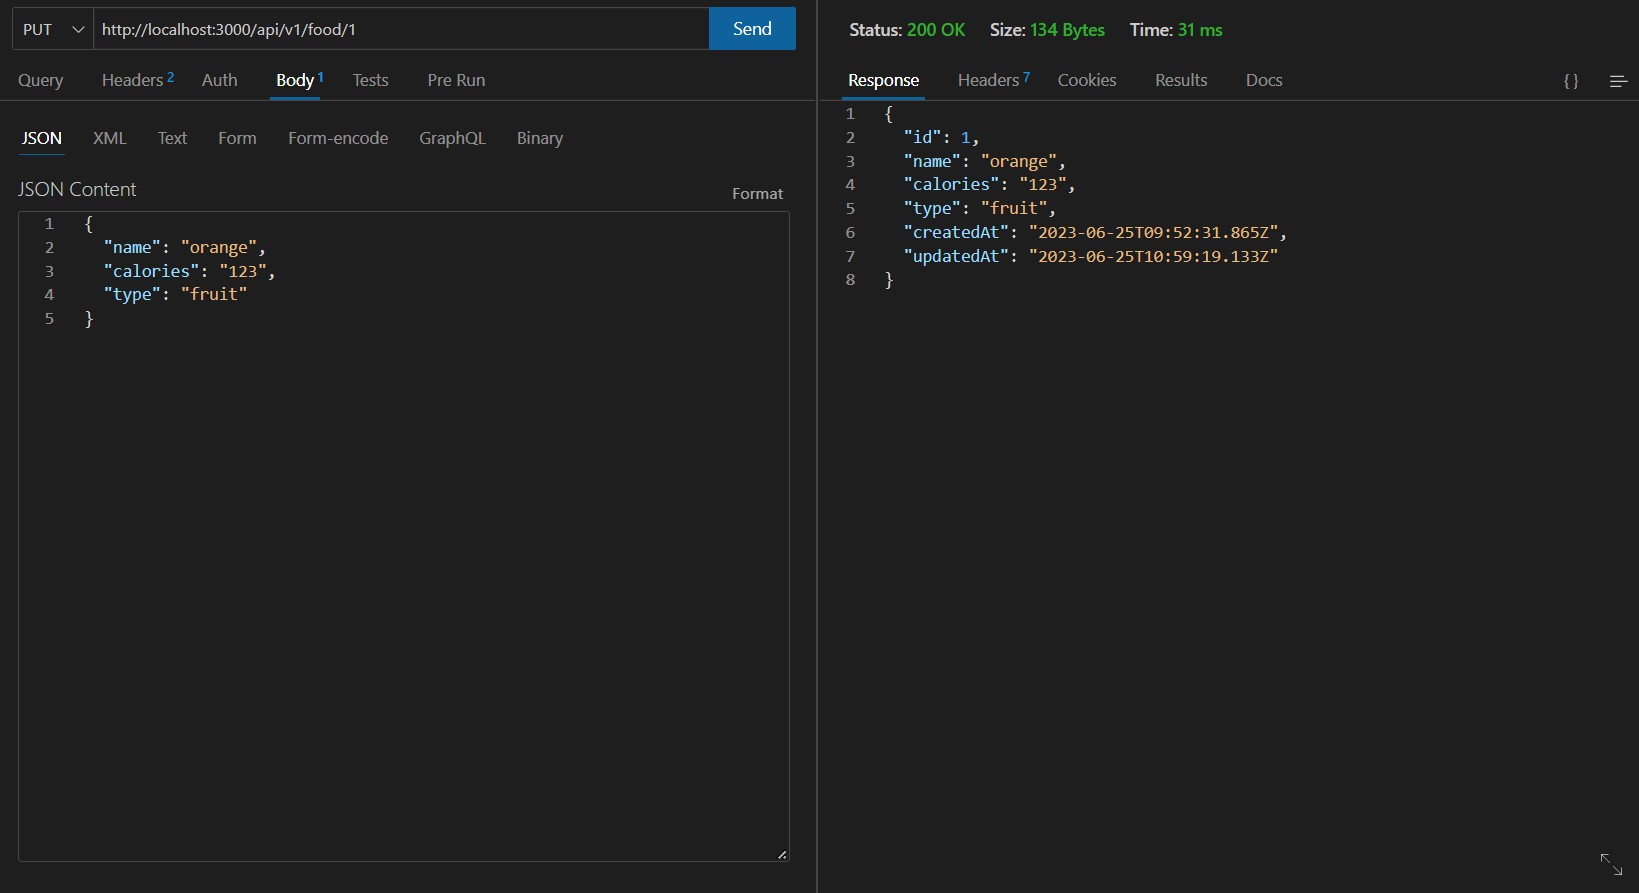 PUT http://localhost:3000/api/v1/food/1 Send
Query Headers 2 Auth Body 1 Tests Pre Run
JSON XML Text Form Form-encode GraphQL Binary
JSON Content
Format
1 {
2 "name": "orange",
3 "calories": "123",
4 "type": "fruit"
5 }
Status: 200 OK Size: 134 Bytes Time: 31 ms
Response Headers 7 Cookies Results Docs {}
1 {
2 "id": 1,
3 "name": "orange",
4 "calories": "123",
5 "type": "fruit",
6 "createdAt": "2023-06-25T09:52:31.865Z",
7 "updatedAt": "2023-06-25T10:59:19.133Z"
8 }